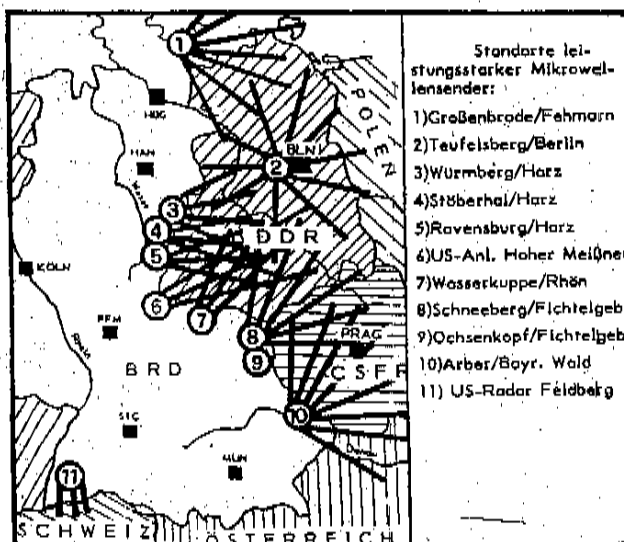 Standorte lei-
stungsstarker Mikrowel-
lensender:
1)Großenbrode/Fehmarn
2)Teufelsberg/Berlin
3)Wurmberg/Harz
4)Stöberhai/Harz
5)Ravensburg/Harz
6)US-Anl. Hoher Meißner
7)Wasserkuppe/Rhön
8)Schneeberg/Fichtelgeb
9)Ochsenkopf/Fichtelgeb
10)Arber/Bayr. Wald
11) US-Radar Feldberg
1
HBG
POLEN
BLN
HAN
2
3
4
DDR
5
KÖLN
6
7
FFM
8
PRAG
Rhein
9
BRD
CSFR
STG
10
Donau
MÜN
11
SCHWEIZ
ÖSTERREICH